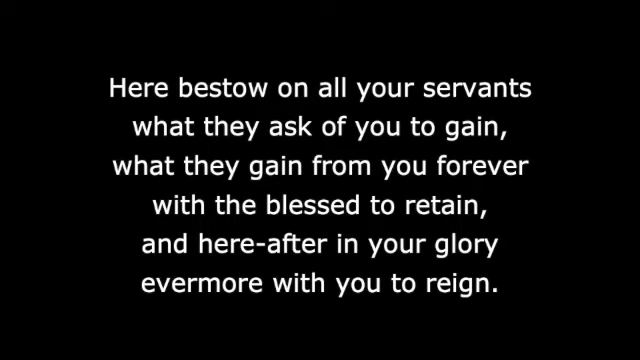 Here bestow on all your servants
what they ask of you to gain,
what they gain from you forever
with the blessed to retain,
and here-after in your glory
evermore with you to reign.